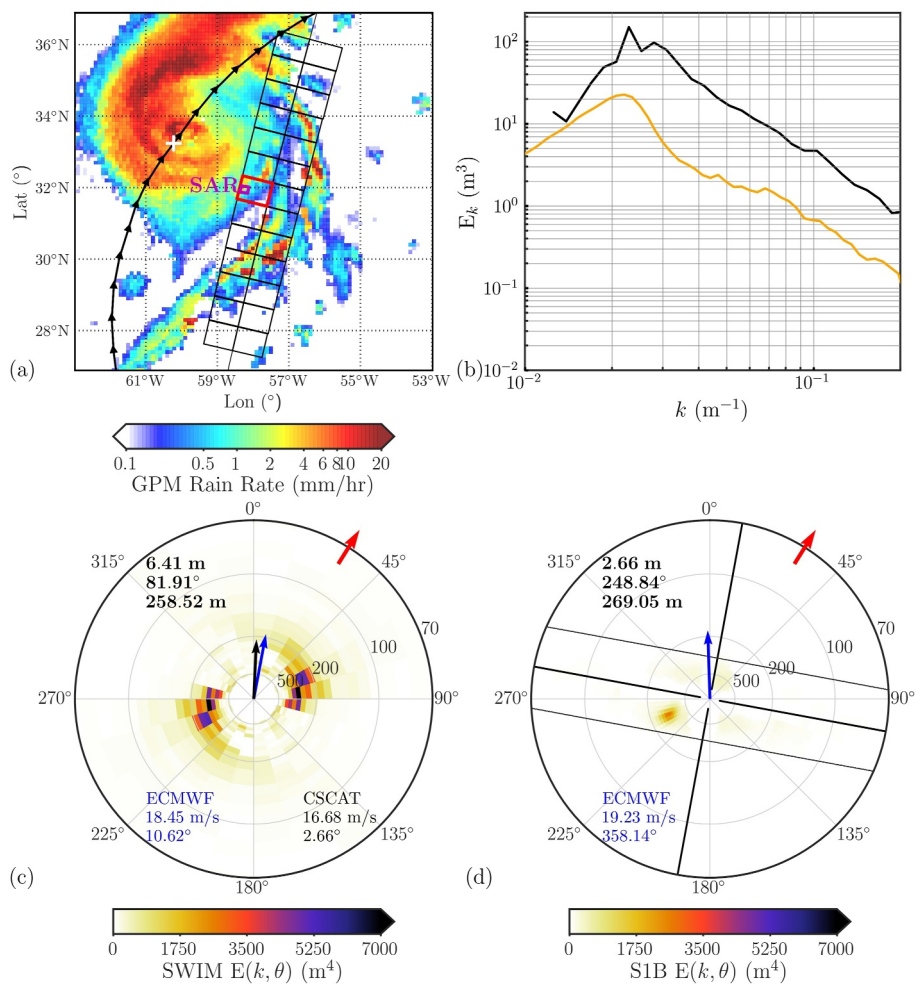 36°N
34°N
32°N
30°N
28°N
Lat (°)
SAR
61°W 59°W 57°W 55°W 53°W
Lon (°)
(a)
0.1 0.5 1 2 4 6 8 10 20
GPM Rain Rate (mm/hr)
10²
10¹
10⁰
10⁻¹
10⁻²
E_k (m³)
10⁻² 10⁻¹
k (m⁻¹)
(b)
0°
45°
70
90°
135°
180°
225°
270°
315°
100
200
500
6.41 m
81.91°
258.52 m
ECMWF
18.45 m/s
10.62°
CSCAT
16.68 m/s
2.66°
(c)
0 1750 3500 5250 7000
SWIM E(k, θ) (m⁴)
0°
45°
70
90°
135°
180°
225°
270°
315°
100
200
500
2.66 m
248.84°
269.05 m
ECMWF
19.23 m/s
358.14°
(d)
0 1750 3500 5250 7000
S1B E(k, θ) (m⁴)